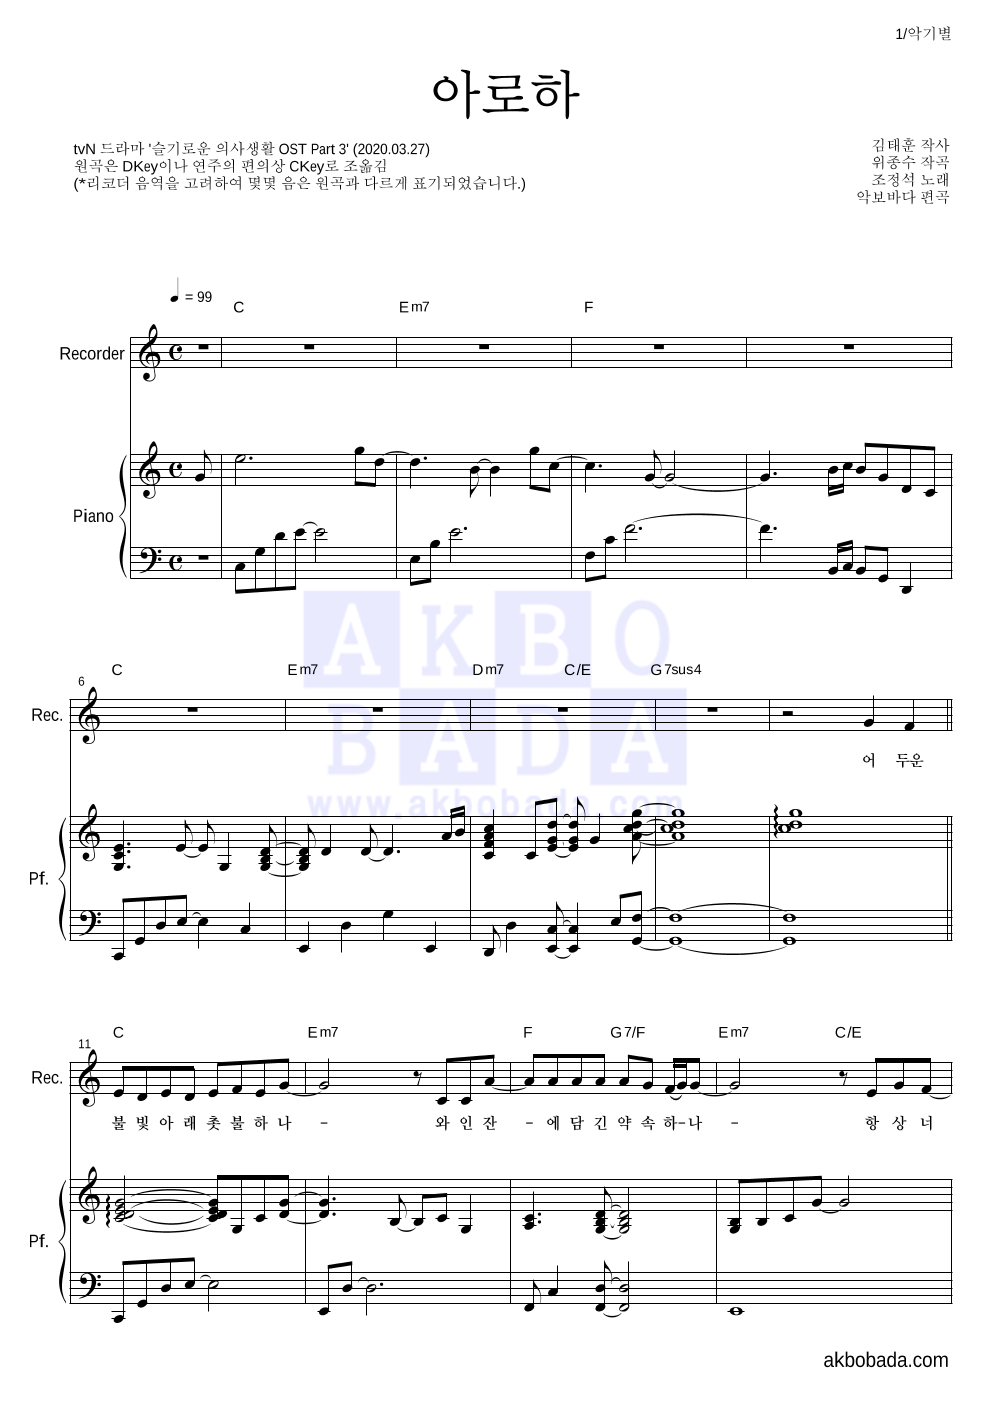 1/악기별
아로하
tvN 드라마 '슬기로운 의사생활 OST Part 3' (2020.03.27)
원곡은 DKey이나 연주의 편의상 CKey로 조옮김
(*리코더 음역을 고려하여 몇몇 음은 원곡과 다르게 표기되었습니다.)
김태훈 작사
위종수 작곡
조정석 노래
악보바다 편곡
= 99
C Em7 F
Recorder
Piano
AKBO
BADA
www.akbobada.com
C Em7 Dm7 C/E G7sus4
6
Rec.
어 두운
Pf.
C Em7 F G7/F Em7 C/E
11
Rec.
불 빛 아 래 촛 불 하 나 - 와 인 잔 - 에 담 긴 약 속 하-나 - 항 상 너
Pf.
akbobada.com